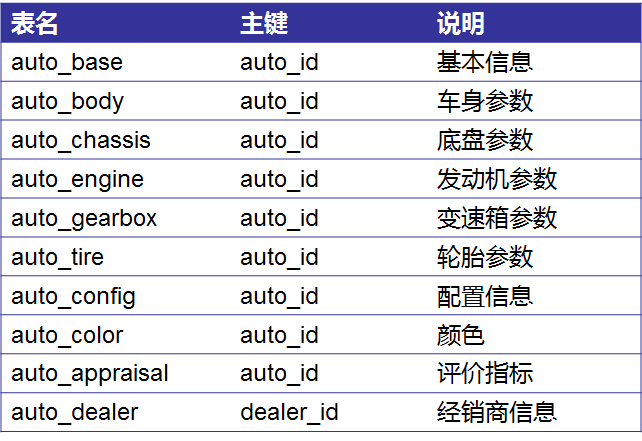 表名 主键 说明
auto_base auto_id 基本信息
auto_body auto_id 车身参数
auto_chassis auto_id 底盘参数
auto_engine auto_id 发动机参数
auto_gearbox auto_id 变速箱参数
auto_tire auto_id 轮胎参数
auto_config auto_id 配置信息
auto_color auto_id 颜色
auto_appraisal auto_id 评价指标
auto_dealer dealer_id 经销商信息